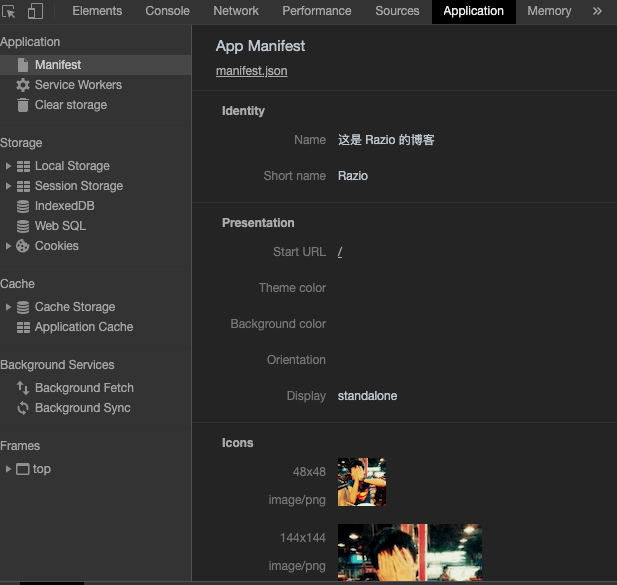 Elements Console Network Performance Sources Application Memory »
Application
Manifest
Service Workers
Clear storage
Storage
Local Storage
Session Storage
IndexedDB
Web SQL
Cookies
Cache
Cache Storage
Application Cache
Background Services
Background Fetch
Background Sync
Frames
top
App Manifest
manifest.json
Identity
Name 这是 Razio 的博客
Short name Razio
Presentation
Start URL /
Theme color
Background color
Orientation
Display standalone
Icons
48x48
image/png
144x144
image/png